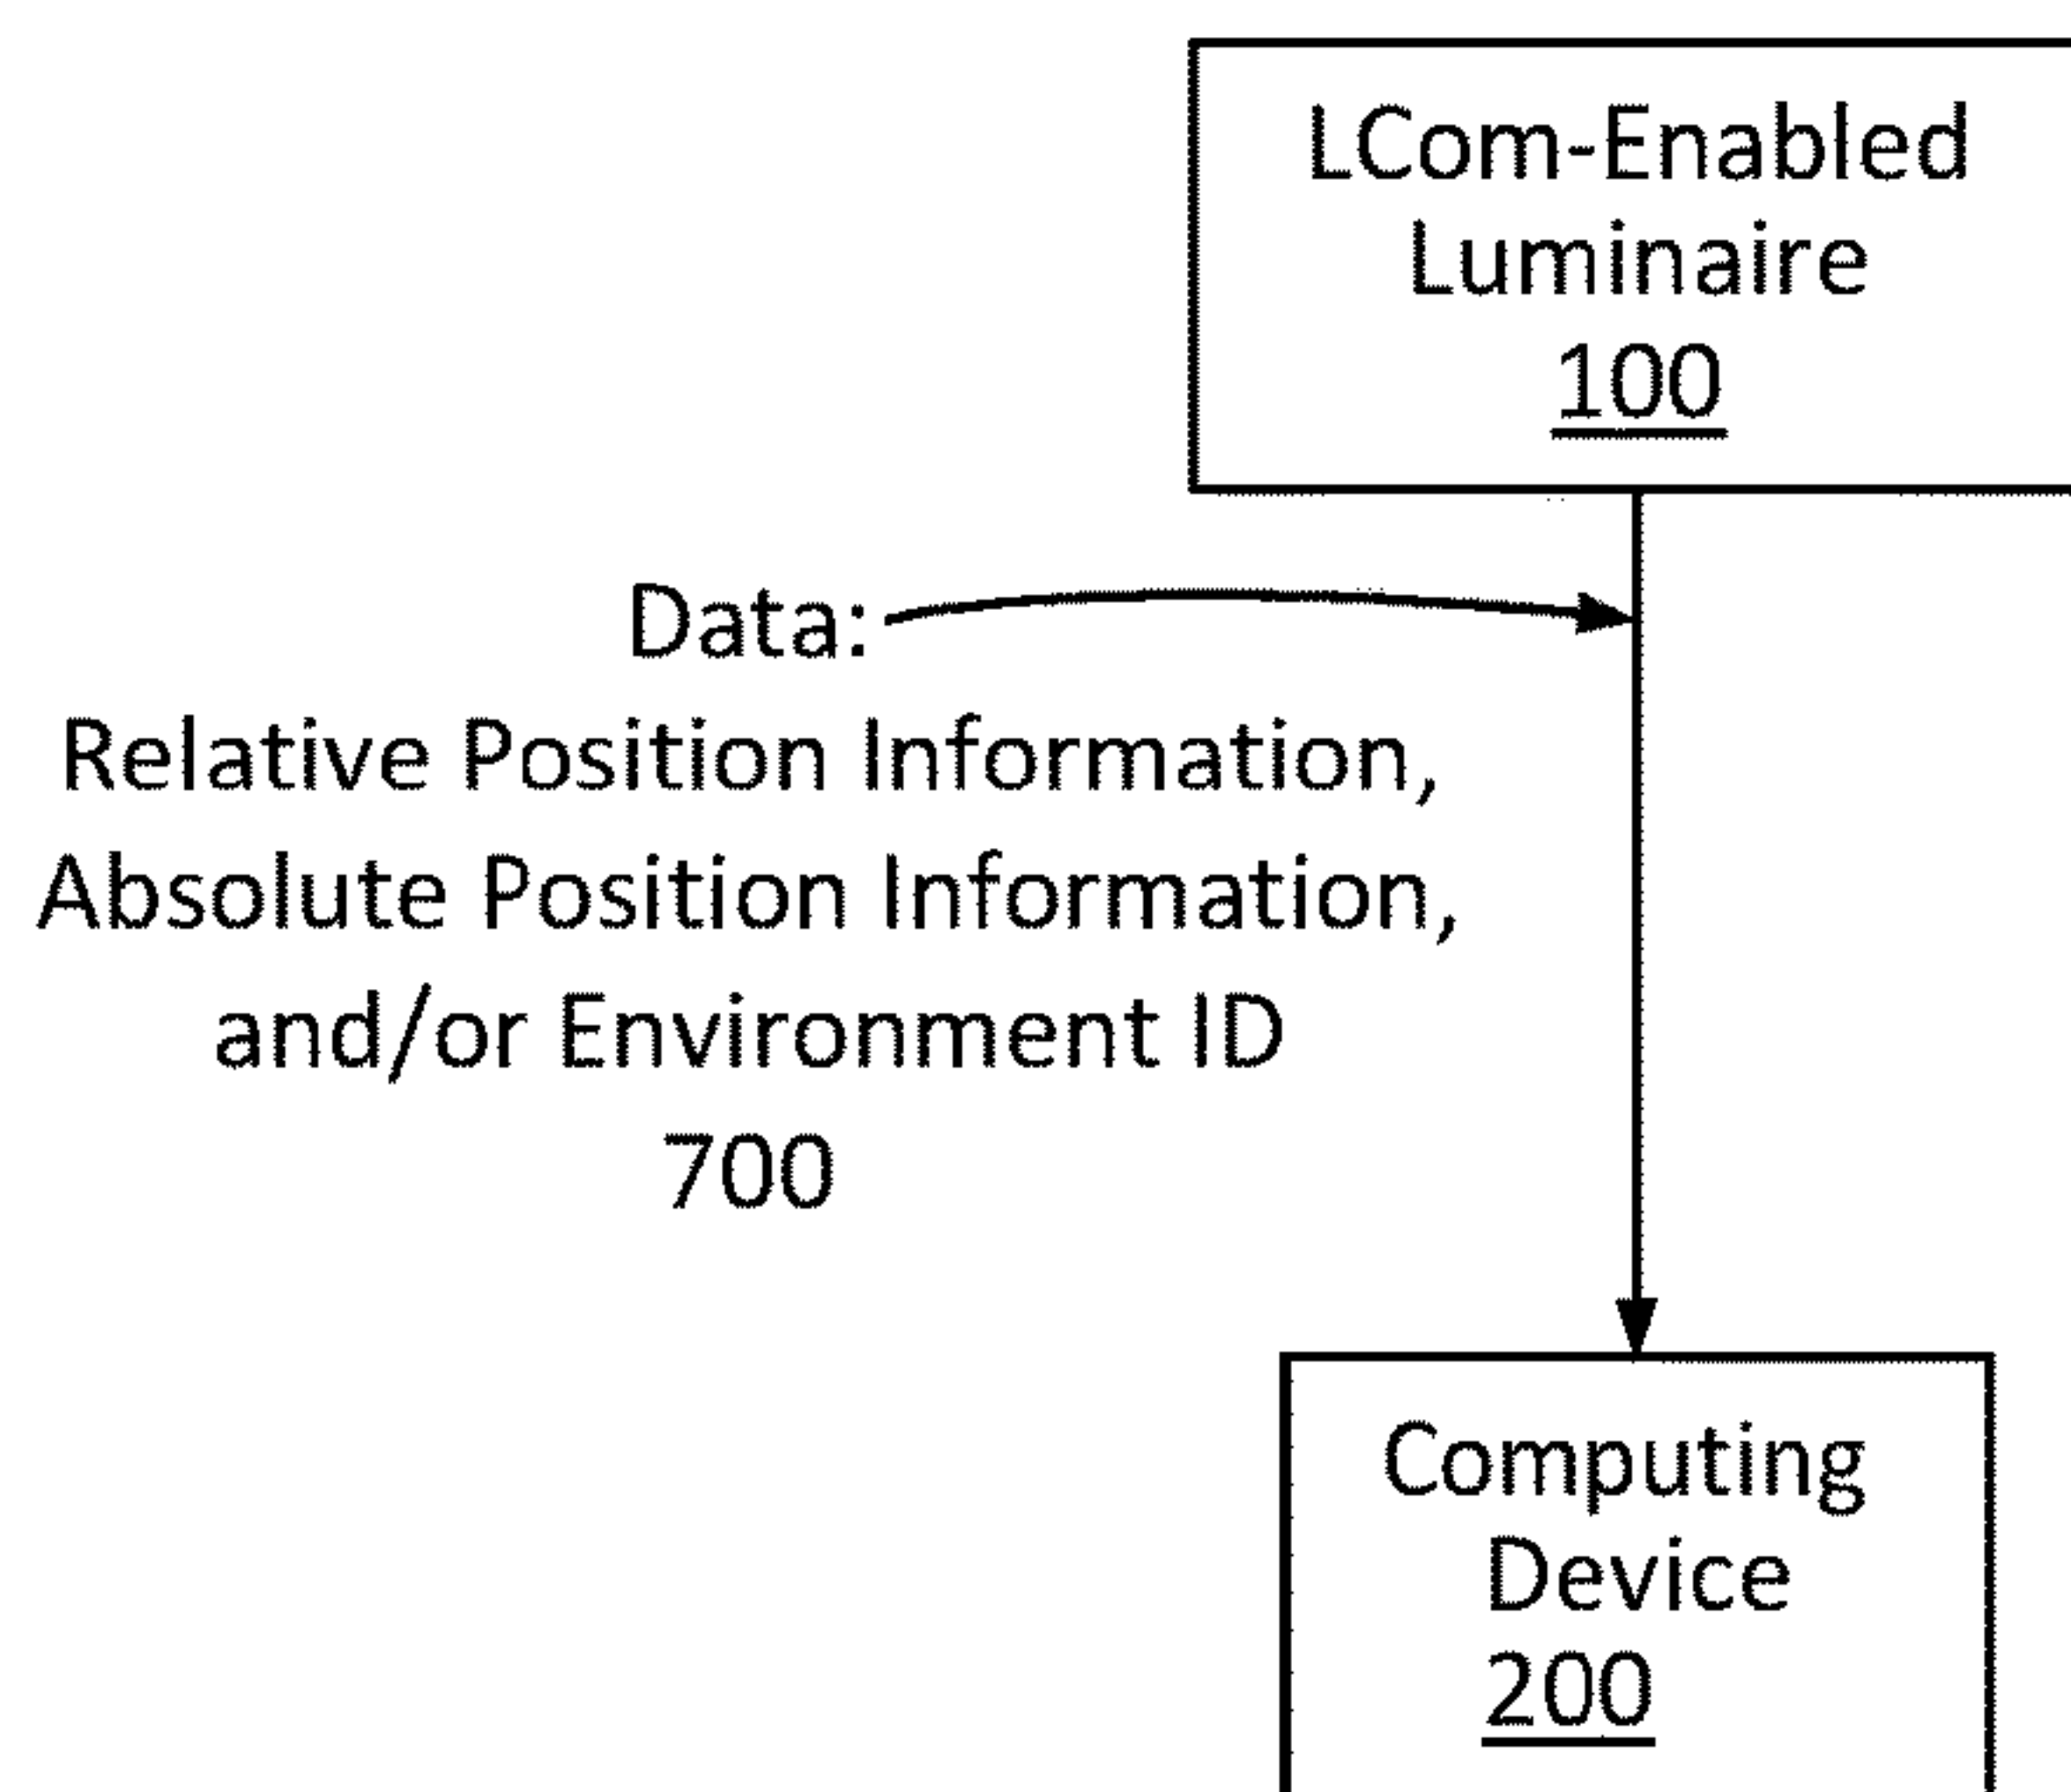 LCom-Enabled
Luminaire
100
Data:
Relative Position Information,
Absolute Position Information,
and/or Environment ID
700
Computing
Device
200